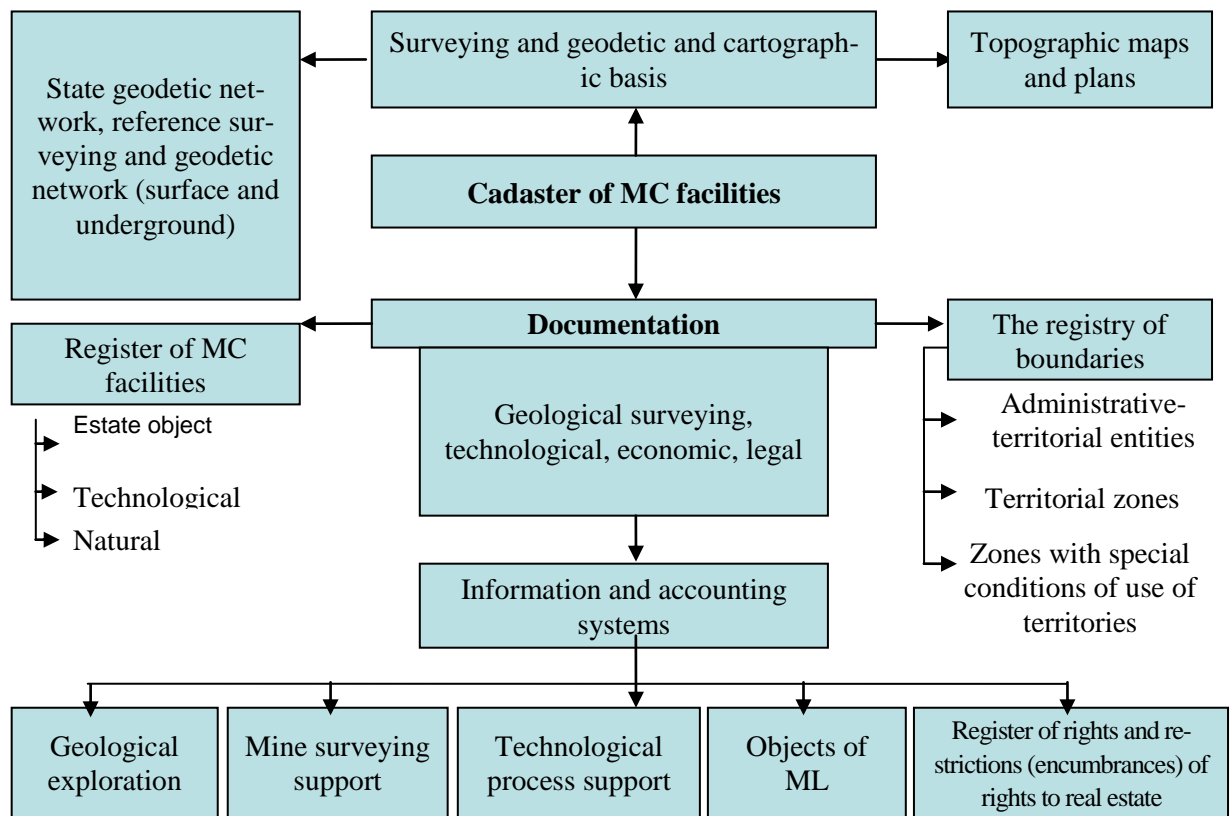 Surveying and geodetic and cartograph-
ic basis
Topographic maps
and plans
State geodetic net-
work, reference sur-
veying and geodetic
network (surface and
underground)
Cadaster of MC facilities
Documentation
Register of MC
facilities
The registry of
boundaries
Estate object
Technological
Natural
Geological surveying,
technological, economic, legal
Administrative-
territorial entities
Territorial zones
Zones with special
conditions of use of
territories
Information and accounting
systems
Geological
exploration
Mine surveying
support
Technological
process support
Objects of
ML
Register of rights and re-
strictions (encumbrances) of
rights to real estate